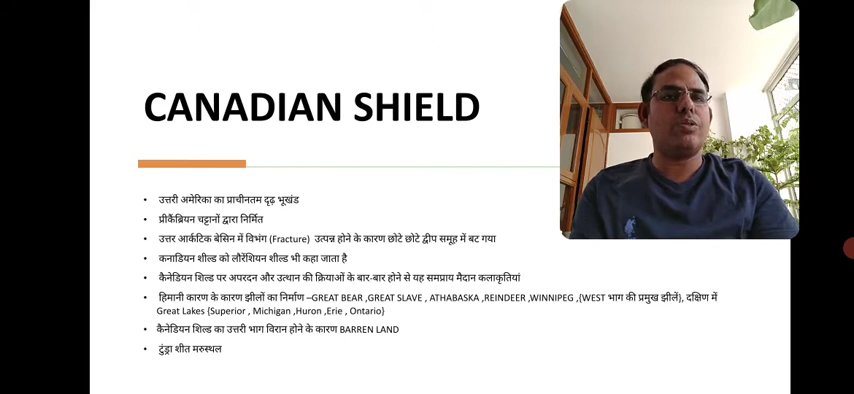 CANADIAN SHIELD
• उत्तरी अमेरिका का प्राचीनतम दृढ़ भूखंड
• प्रीकैंब्रियन चट्टानों द्वारा निर्मित
• उत्तर आर्कटिक बेसिन में विभंग (Fracture) उत्पन्न होने के कारण छोटे छोटे द्वीप समूह में बट गया
• कनाडियन शील्ड को लौरेंशियन शील्ड भी कहा जाता है
• कैनेडियन शिल्ड पर अपरदन और उत्थान की क्रियाओं के बार-बार होने से यह समप्राय मैदान कलाकृतियां
• हिमानी कारण के कारण झीलों का निर्माण –GREAT BEAR ,GREAT SLAVE , ATHABASKA ,REINDEER ,WINNIPEG ,{WEST भाग की प्रमुख झीलें}, दक्षिण में
Great Lakes {Superior , Michigan ,Huron ,Erie , Ontario}
• कैनेडियन शिल्ड का उत्तरी भाग विरान होने के कारण BARREN LAND
• टुंड्रा शीत मरुस्थल